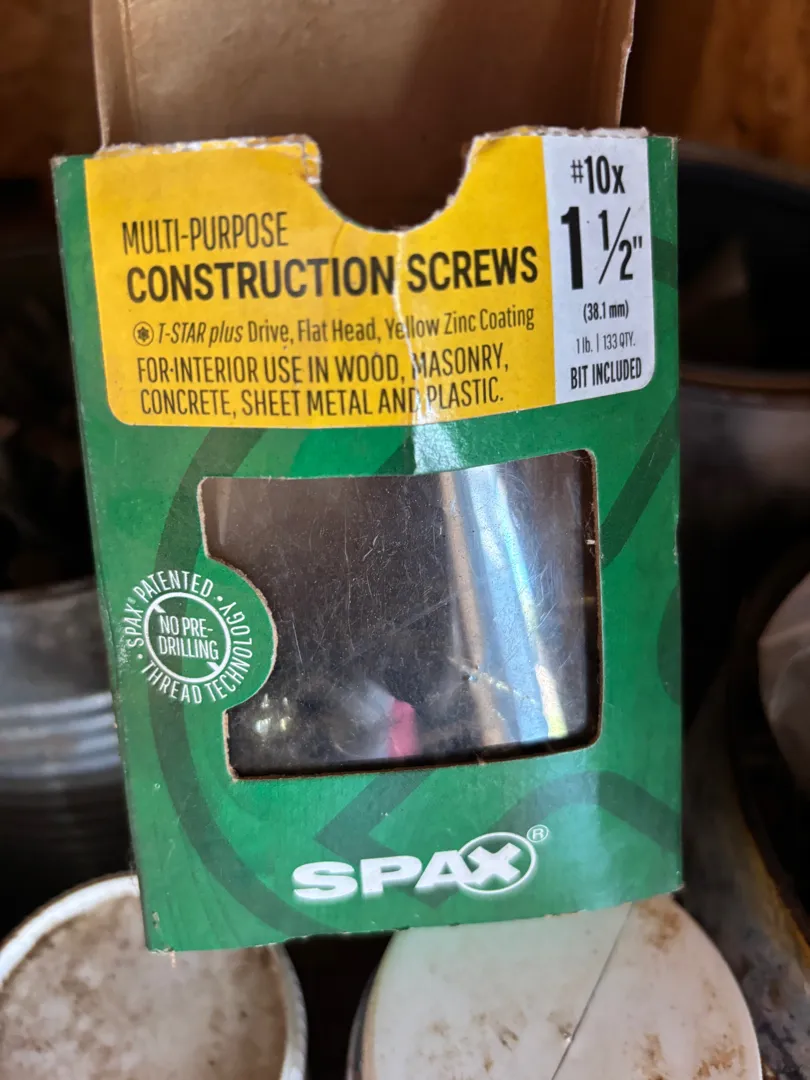 #10x
1 1/2"
(38.1 mm)
1 lb. | 133 QTY.
BIT INCLUDED
MULTI-PURPOSE
CONSTRUCTION SCREWS
T-STAR plus Drive, Flat Head, Yellow Zinc Coating
FOR INTERIOR USE IN WOOD, MASONRY,
CONCRETE, SHEET METAL AND PLASTIC.
SPAX® PATENTED • THREAD TECHNOLOGY •
NO PRE-
DRILLING
SPAX®